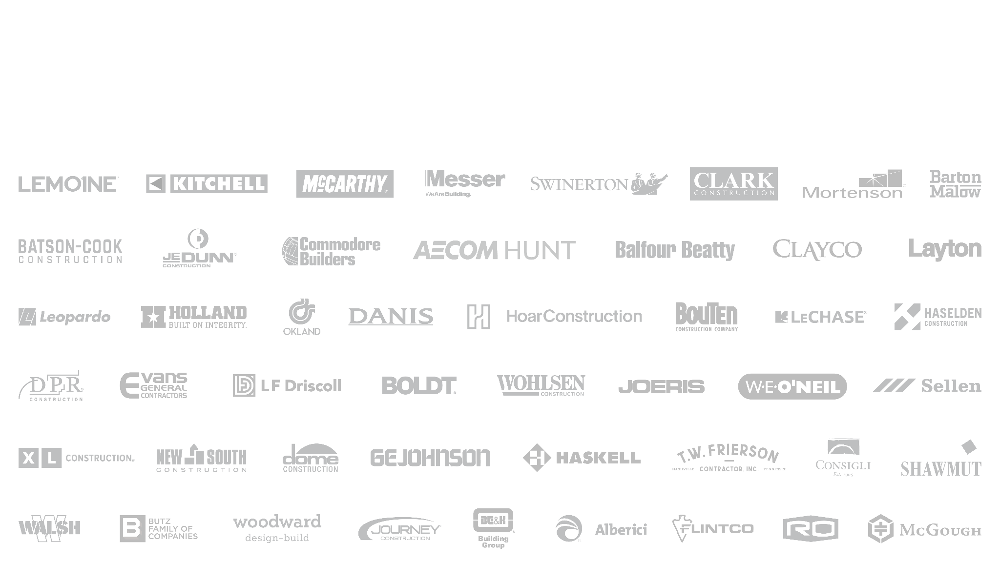 LEMOINE
KITCHELL
McCARTHY
Messer
WeAreBuilding.
SWINERTON
CLARK
CONSTRUCTION
Mortenson
Barton
Malow
BATSON-COOK
CONSTRUCTION
JE DUNN
CONSTRUCTION
Commodore
Builders
AECOM HUNT
Balfour Beatty
CLAYCO
Layton
Leopardo
HOLLAND
BUILT ON INTEGRITY.
OKLAND
DANIS
HoarConstruction
BOUTEN
CONSTRUCTION COMPANY
LECHASE®
HASELDEN
CONSTRUCTION
DPR
CONSTRUCTION
Evans
GENERAL
CONTRACTORS
LF Driscoll
BOLDT
WOHLSEN
CONSTRUCTION
JOERIS
W·E·O'NEIL
Sellen
XL CONSTRUCTION
NEW SOUTH
CONSTRUCTION
dome
CONSTRUCTION
GE JOHNSON
HASKELL
T.W. FRIERSON
NASHVILLE CONTRACTOR, INC. TENNESSEE
CONSIGLI
Est. 1905
SHAWMUT
WALSH
B BUTZ
FAMILY OF
COMPANIES
woodward
design+build
JOURNEY
CONSTRUCTION
BE&K
Building
Group
Alberici
FLINTCO
RO
McGOUGH